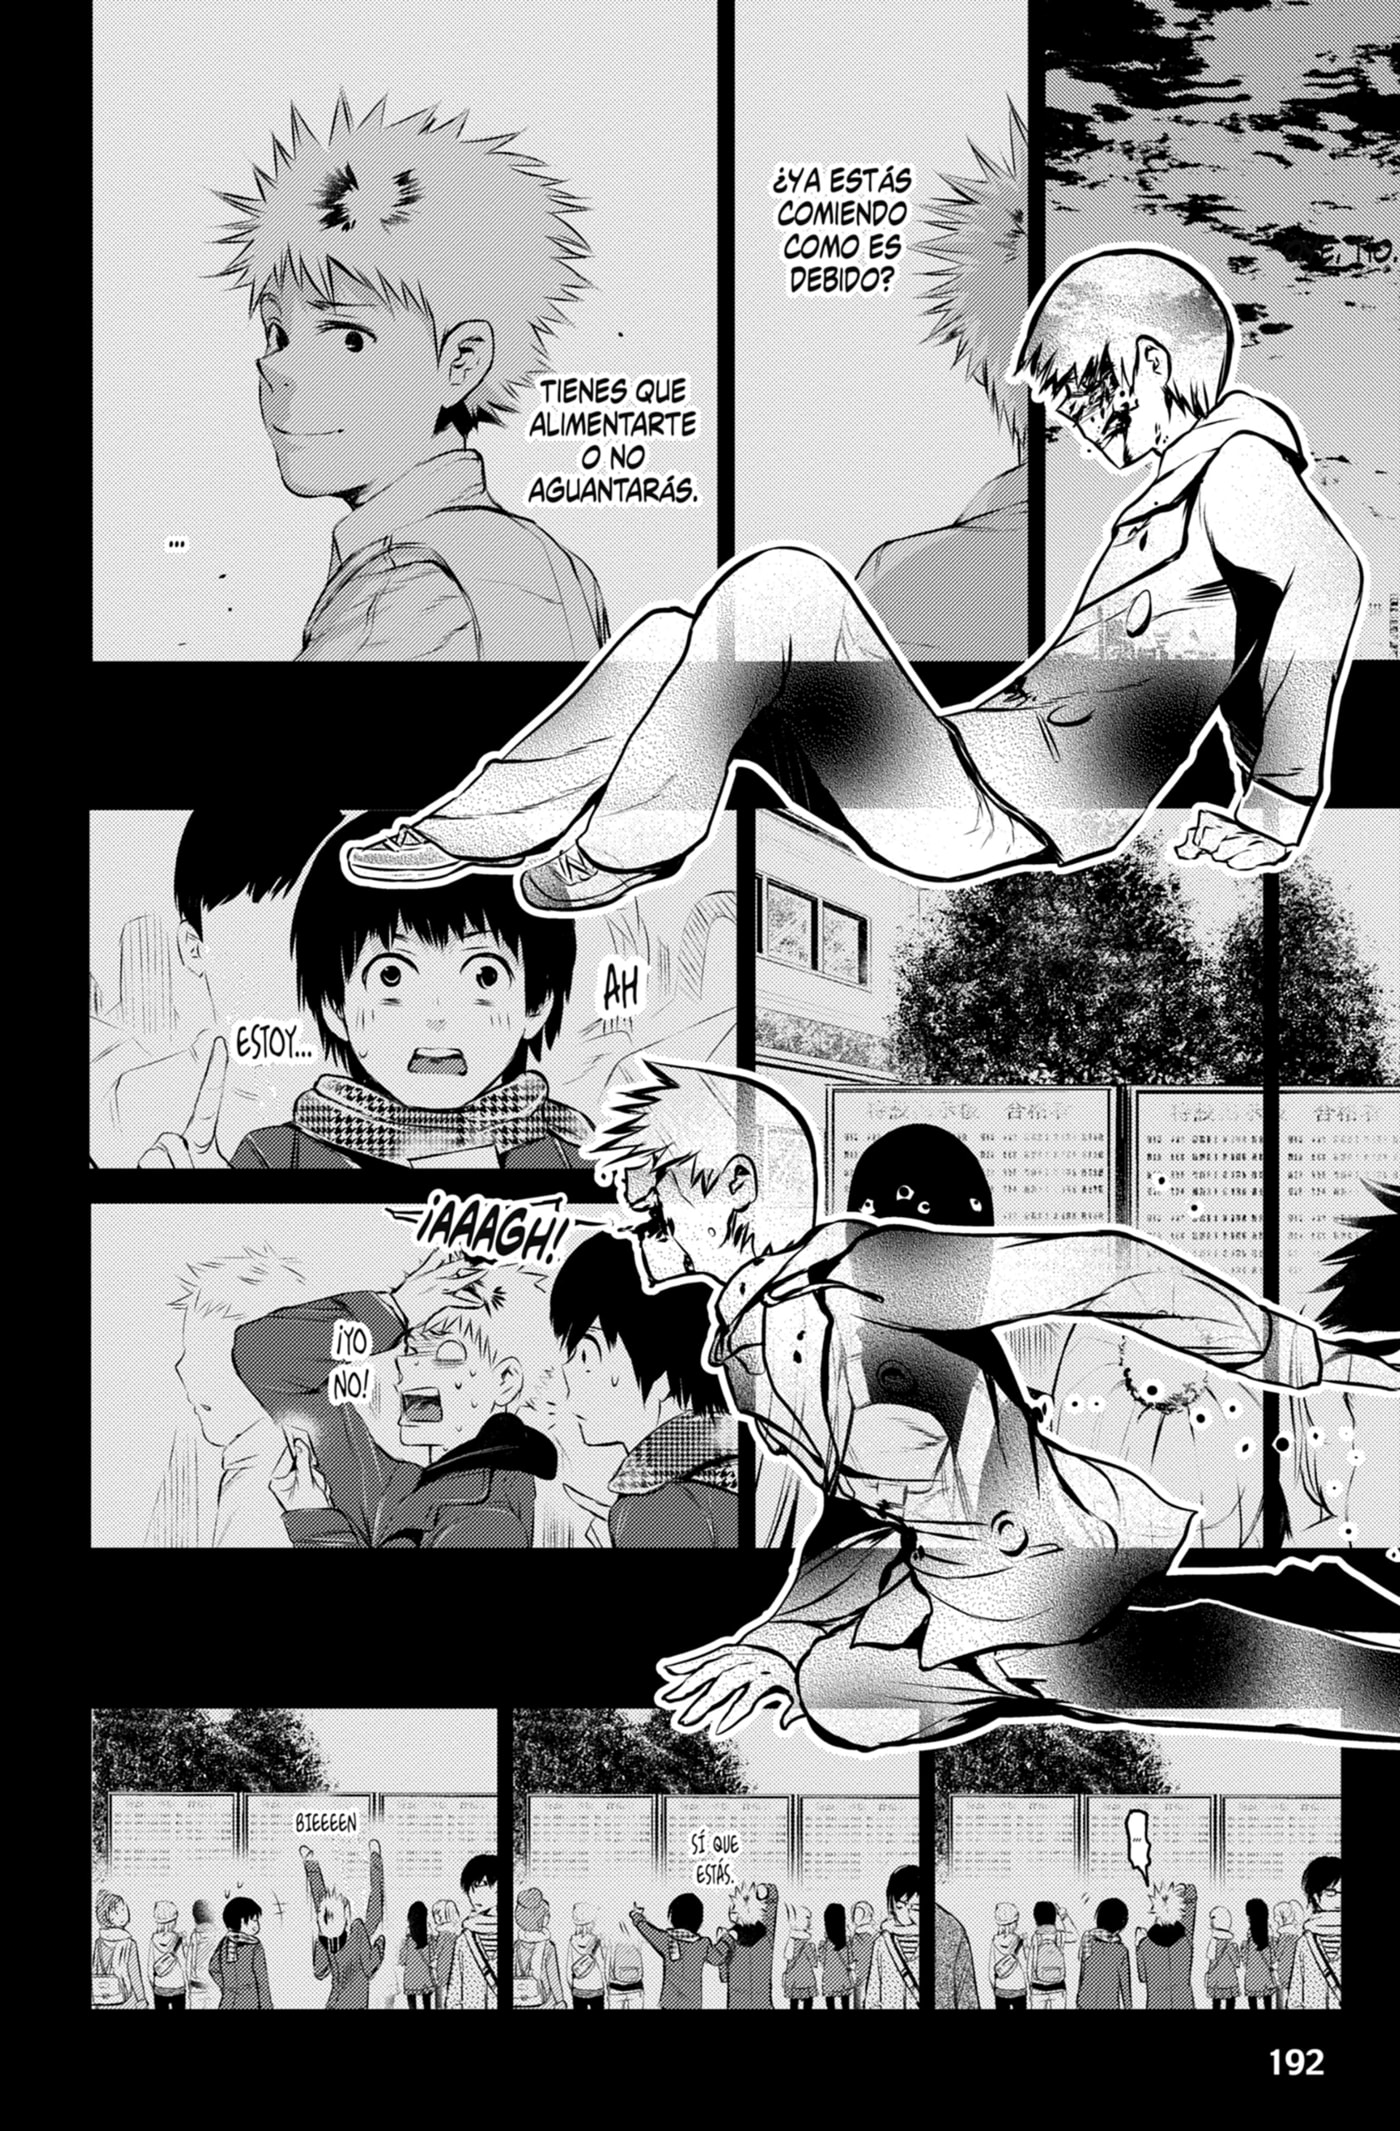 ¿YA ESTÁS
COMIENDO
COMO ES
DEBIDO?
TIENES QUE
ALIMENTARTE
O NO
AGUANTARÁS.
...
AH
ESTOY...
¡AAAGH!
¡YO
NO!
...
SÍ QUE
ESTÁS.
BIEEEEN
192